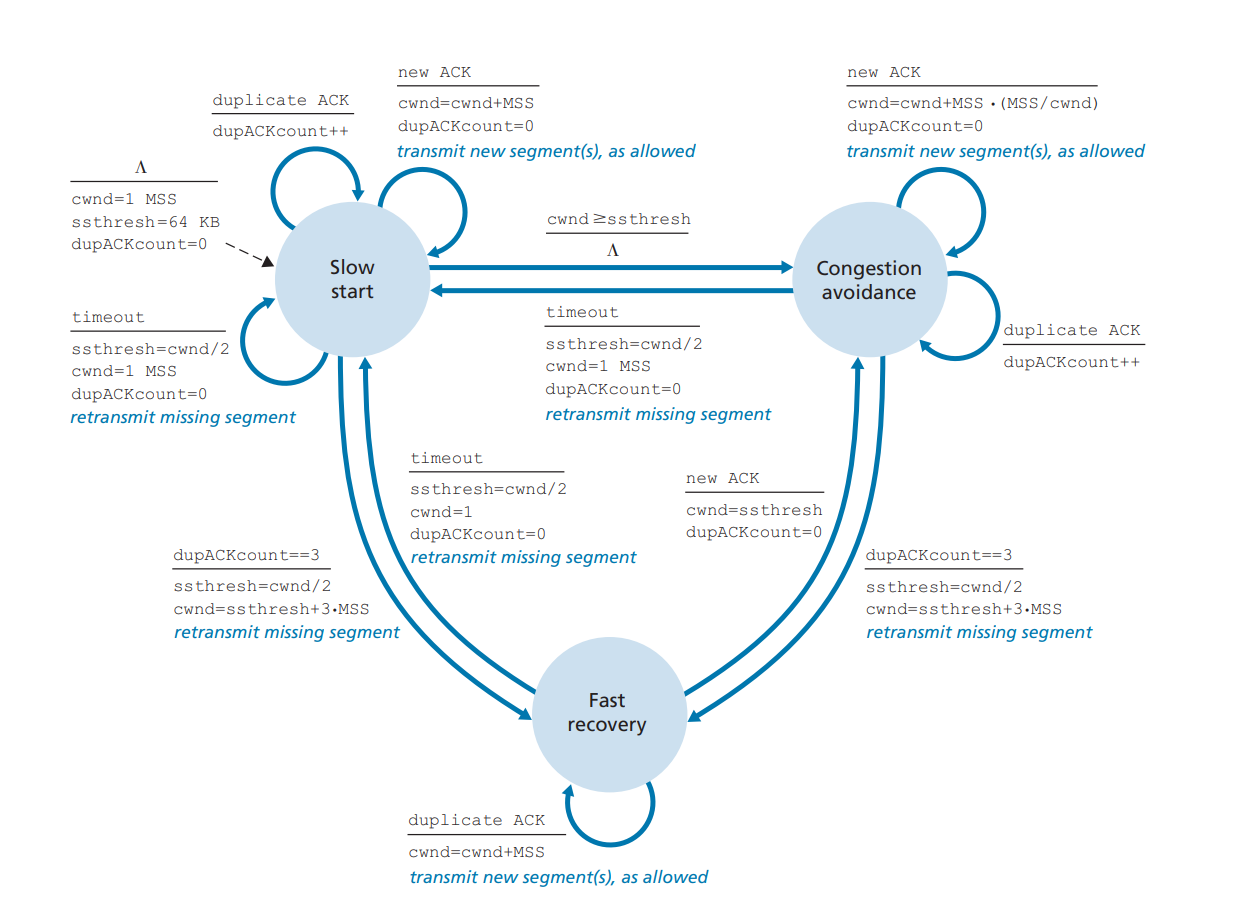 new ACK
cwnd=cwnd+MSS
dupACKcount=0
transmit new segment(s), as allowed
new ACK
cwnd=cwnd+MSS •(MSS/cwnd)
dupACKcount=0
transmit new segment(s), as allowed
duplicate ACK
dupACKcount++
Λ
cwnd=1 MSS
ssthresh=64 KB
dupACKcount=0
cwnd≥ssthresh
Λ
Slow
start
Congestion
avoidance
timeout
ssthresh=cwnd/2
cwnd=1 MSS
dupACKcount=0
retransmit missing segment
timeout
ssthresh=cwnd/2
cwnd=1 MSS
dupACKcount=0
retransmit missing segment
duplicate ACK
dupACKcount++
timeout
ssthresh=cwnd/2
cwnd=1
dupACKcount=0
retransmit missing segment
new ACK
cwnd=ssthresh
dupACKcount=0
dupACKcount==3
ssthresh=cwnd/2
cwnd=ssthresh+3•MSS
retransmit missing segment
dupACKcount==3
ssthresh=cwnd/2
cwnd=ssthresh+3•MSS
retransmit missing segment
Fast
recovery
duplicate ACK
cwnd=cwnd+MSS
transmit new segment(s), as allowed